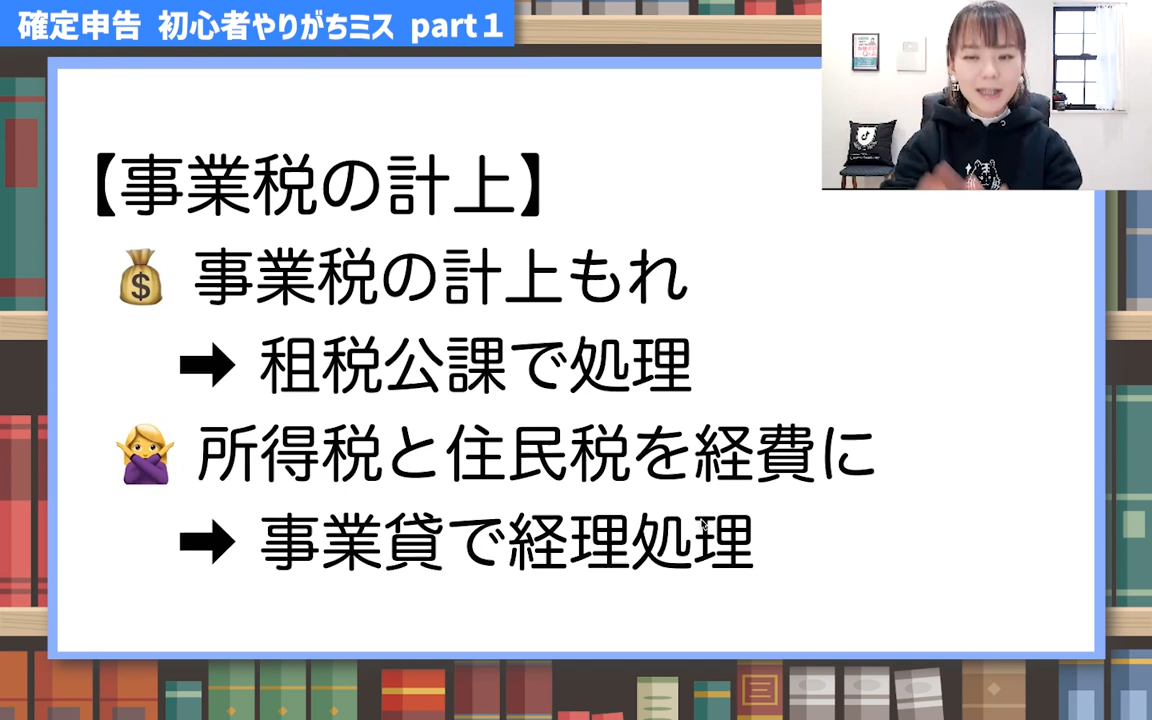 確定申告 初心者やりがちミス part１
【事業税の計上】
事業税の計上もれ
➡ 租税公課で処理
所得税と住民税を経費に
➡ 事業貸で経理処理